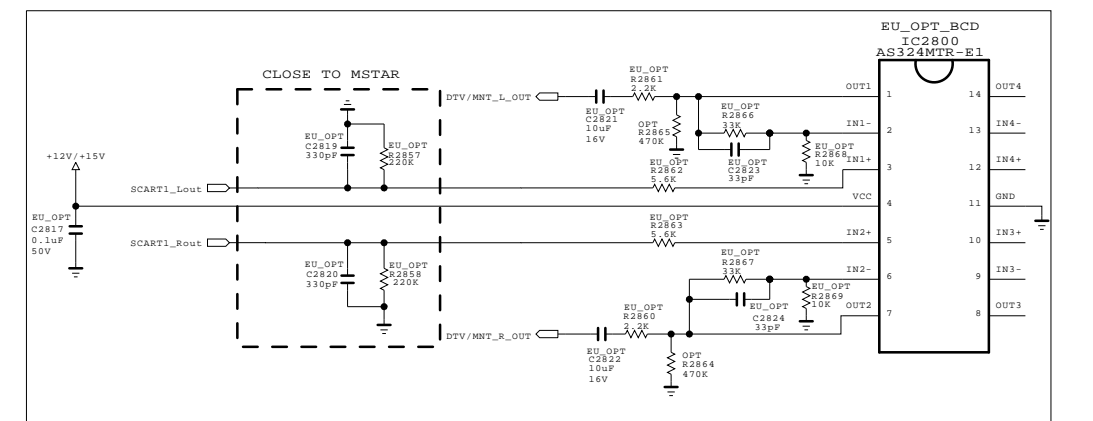 EU_OPT_BCD
IC2800
AS324MTR-E1
CLOSE TO MSTAR
EU_OPT
C2819
330pF
EU_OPT
R2857
220K
+12V/+15V
SCART1_Lout
EU_OPT
C2817
0.1uF
50V
SCART1_Rout
EU_OPT
C2820
330pF
EU_OPT
R2858
220K
DTV/MNT_L_OUT
EU_OPT
C2821
10uF
16V
EU_OPT
R2861
2.2K
OPT
R2865
470K
EU_OPT
R2866
33K
EU_OPT
C2823
33pF
EU_OPT
R2868
10K
EU_OPT
R2862
5.6K
EU_OPT
R2863
5.6K
EU_OPT
R2867
33K
EU_OPT
C2824
33pF
EU_OPT
R2869
10K
DTV/MNT_R_OUT
EU_OPT
C2822
10uF
16V
EU_OPT
R2860
2.2K
OPT
R2864
470K
OUT1 1 14 OUT4
IN1- 2 13 IN4-
IN1+ 3 12 IN4+
VCC 4 11 GND
IN2+ 5 10 IN3+
IN2- 6 9 IN3-
OUT2 7 8 OUT3